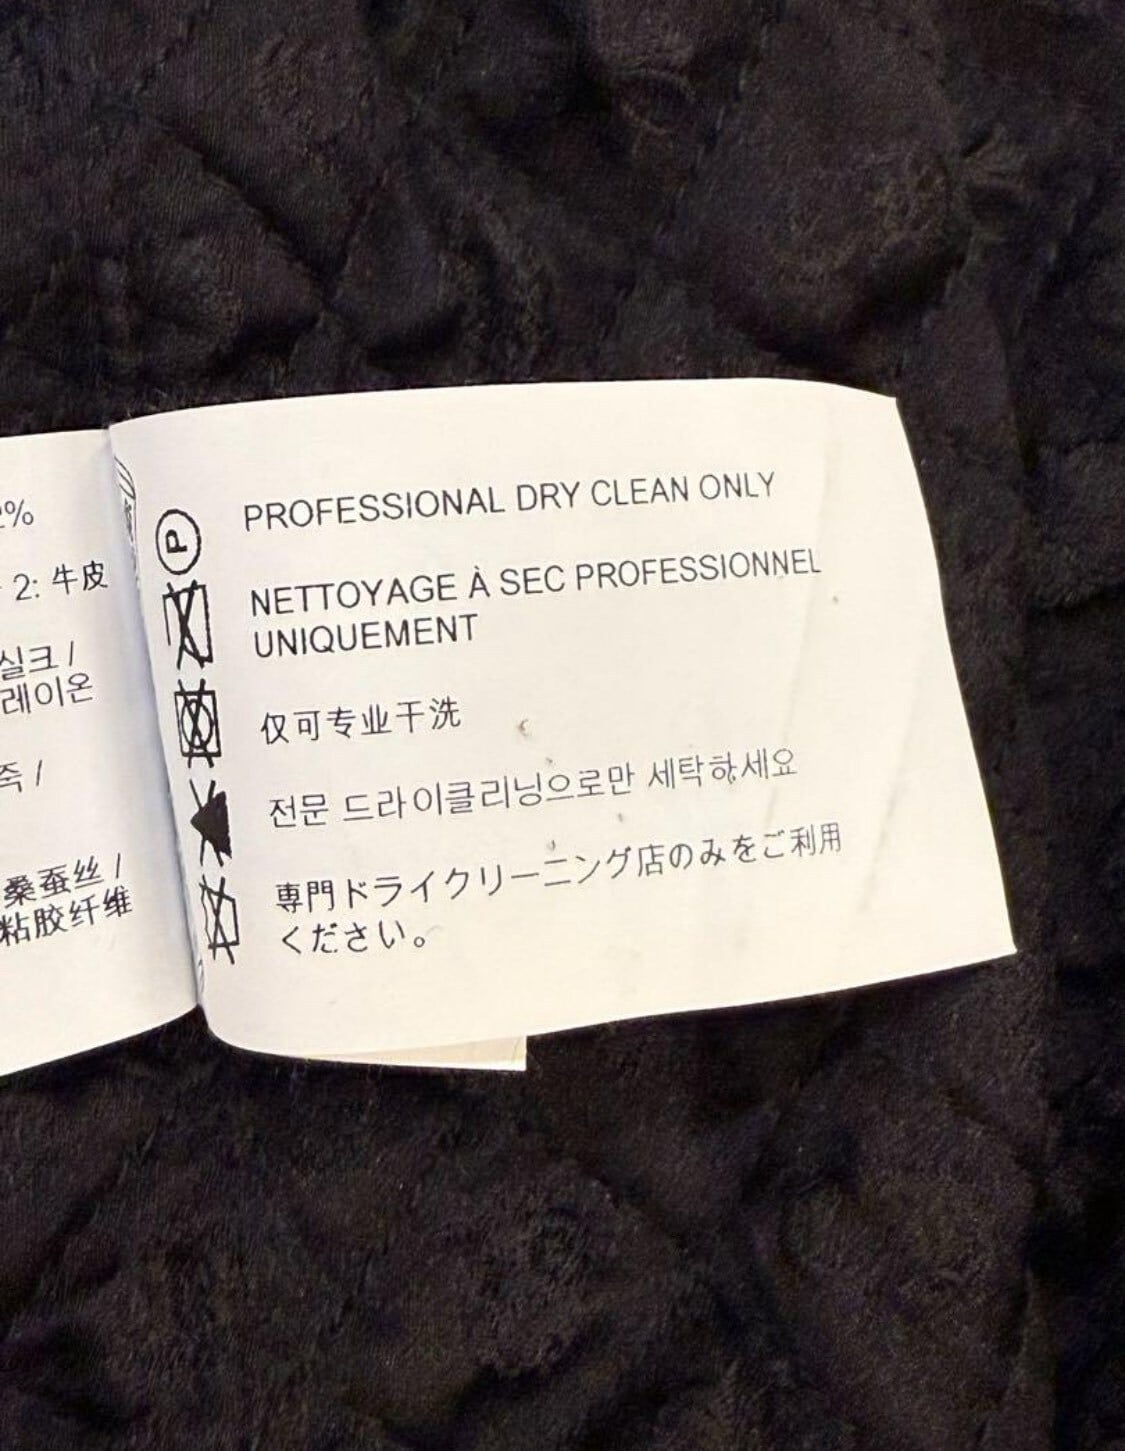 2%
2: 牛皮
실크 /
레이온
죽 /
桑蚕丝 /
粘胶纤维
P
PROFESSIONAL DRY CLEAN ONLY
NETTOYAGE À SEC PROFESSIONNEL
UNIQUEMENT
仅可专业干洗
전문 드라이클리닝으로만 세탁하세요
専門ドライクリーニング店のみをご利用
ください。